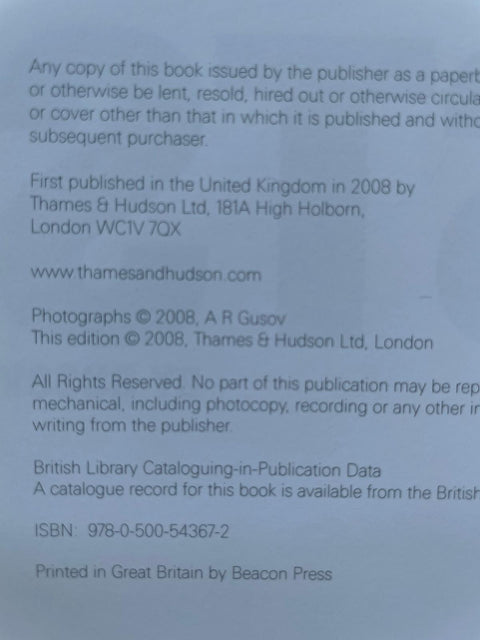 Any copy of this book issued by the publisher as a paperb
or otherwise be lent, resold, hired out or otherwise circula
or cover other than that in which it is published and witho
subsequent purchaser.
First published in the United Kingdom in 2008 by
Thames & Hudson Ltd, 181A High Holborn,
London WC1V 7QX
www.thamesandhudson.com
Photographs © 2008, A R Gusov
This edition © 2008, Thames & Hudson Ltd, London
All Rights Reserved. No part of this publication may be rep
mechanical, including photocopy, recording or any other in
writing from the publisher.
British Library Cataloguing-in-Publication Data
A catalogue record for this book is available from the British
ISBN: 978-0-500-54367-2
Printed in Great Britain by Beacon Press